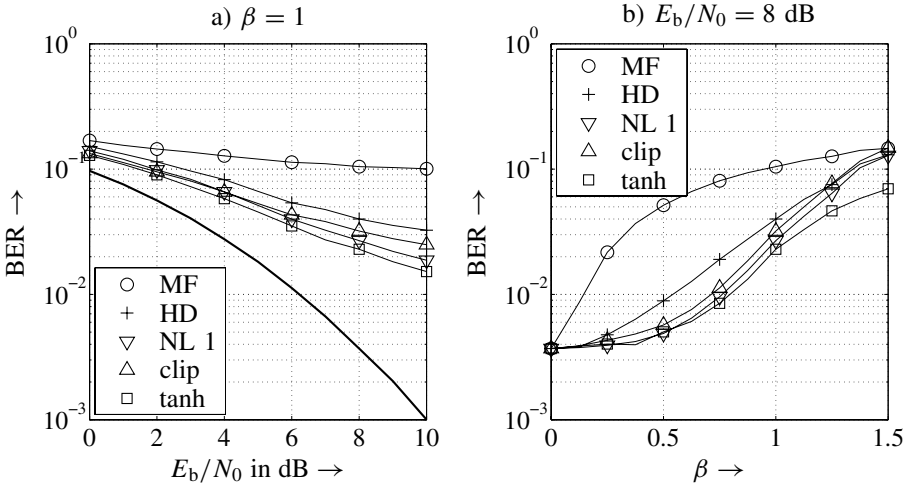 a) β = 1
10^0
10^-1
10^-2
10^-3
BER →
MF
HD
NL 1
clip
tanh
0 2 4 6 8 10
E_b/N_0 in dB →
b) E_b/N_0 = 8 dB
10^0
10^-1
10^-2
10^-3
BER →
MF
HD
NL 1
clip
tanh
0 0.5 1 1.5
β →